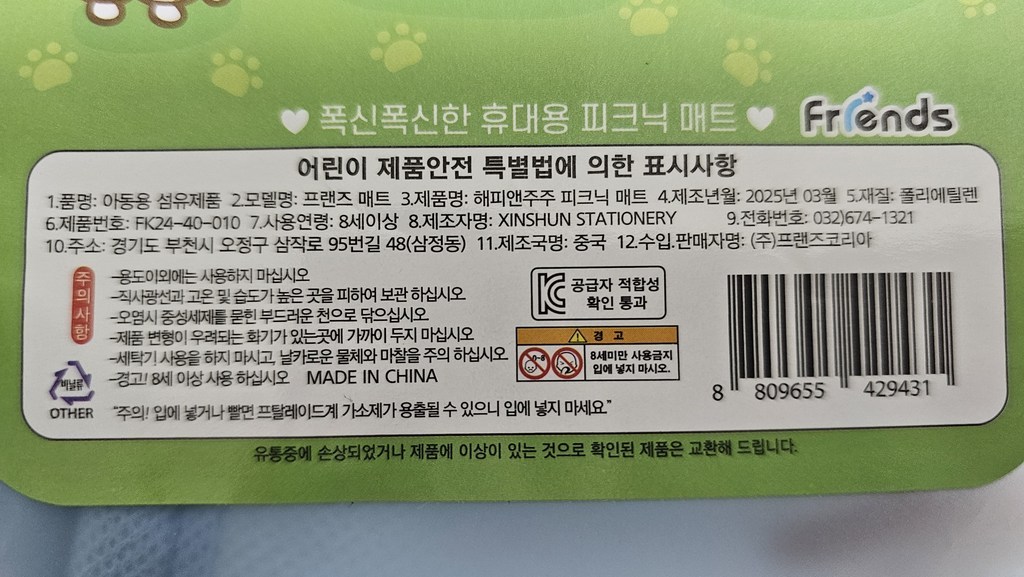 ♥ 폭신폭신한 휴대용 피크닉 매트 ♥ Friends
어린이 제품안전 특별법에 의한 표시사항
1.품명: 아동용 섬유제품 2.모델명: 프랜즈 매트 3.제품명: 해피앤주주 피크닉 매트 4.제조년월: 2025년 03월 5.재질: 폴리에틸렌
6.제품번호: FK24-40-010 7.사용연령: 8세이상 8.제조자명: XINSHUN STATIONERY 9.전화번호: 032)674-1321
10.주소: 경기도 부천시 오정구 삼작로 95번길 48(삼정동) 11.제조국명: 중국 12.수입.판매자명: (주)프랜즈코리아
주의사항
-용도이외에는 사용하지 마십시오
-직사광선과 고온 및 습도가 높은 곳을 피하여 보관 하십시오
-오염시 중성세제를 묻힌 부드러운 천으로 닦으십시오
-제품 변형이 우려되는 화기가 있는곳에 가까이 두지 마십시오
-세탁기 사용을 하지 마시고, 날카로운 물체와 마찰을 주의 하십시오
-경고! 8세 이상 사용 하십시오 MADE IN CHINA
"주의! 입에 넣거나 빨면 프탈레이드계 가소제가 용출될 수 있으니 입에 넣지 마세요."
비닐류
OTHER
KC 공급자 적합성
확인 통과
경고
0-8
8세미만 사용금지
입에 넣지 마시오.
8 809655 429431
유통중에 손상되었거나 제품에 이상이 있는 것으로 확인된 제품은 교환해 드립니다.